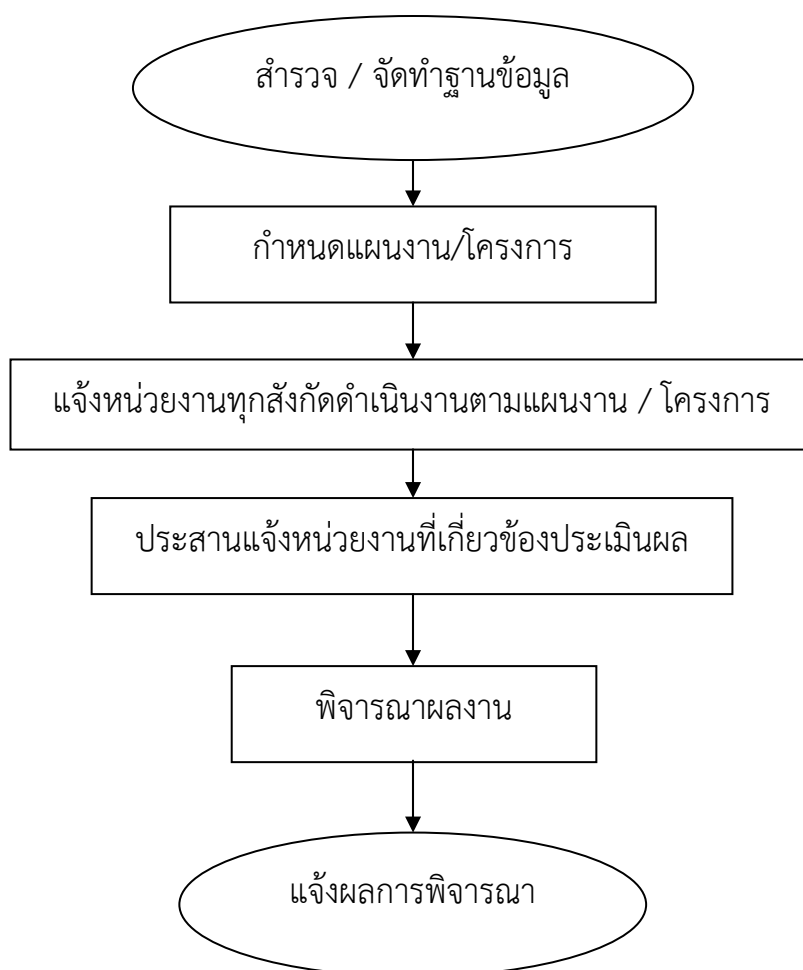 สำรวจ / จัดทำฐานข้อมูล
กำหนดแผนงาน/โครงการ
แจ้งหน่วยงานทุกสังกัดดำเนินงานตามแผนงาน / โครงการ
ประสานแจ้งหน่วยงานที่เกี่ยวข้องประเมินผล
พิจารณาผลงาน
แจ้งผลการพิจารณา